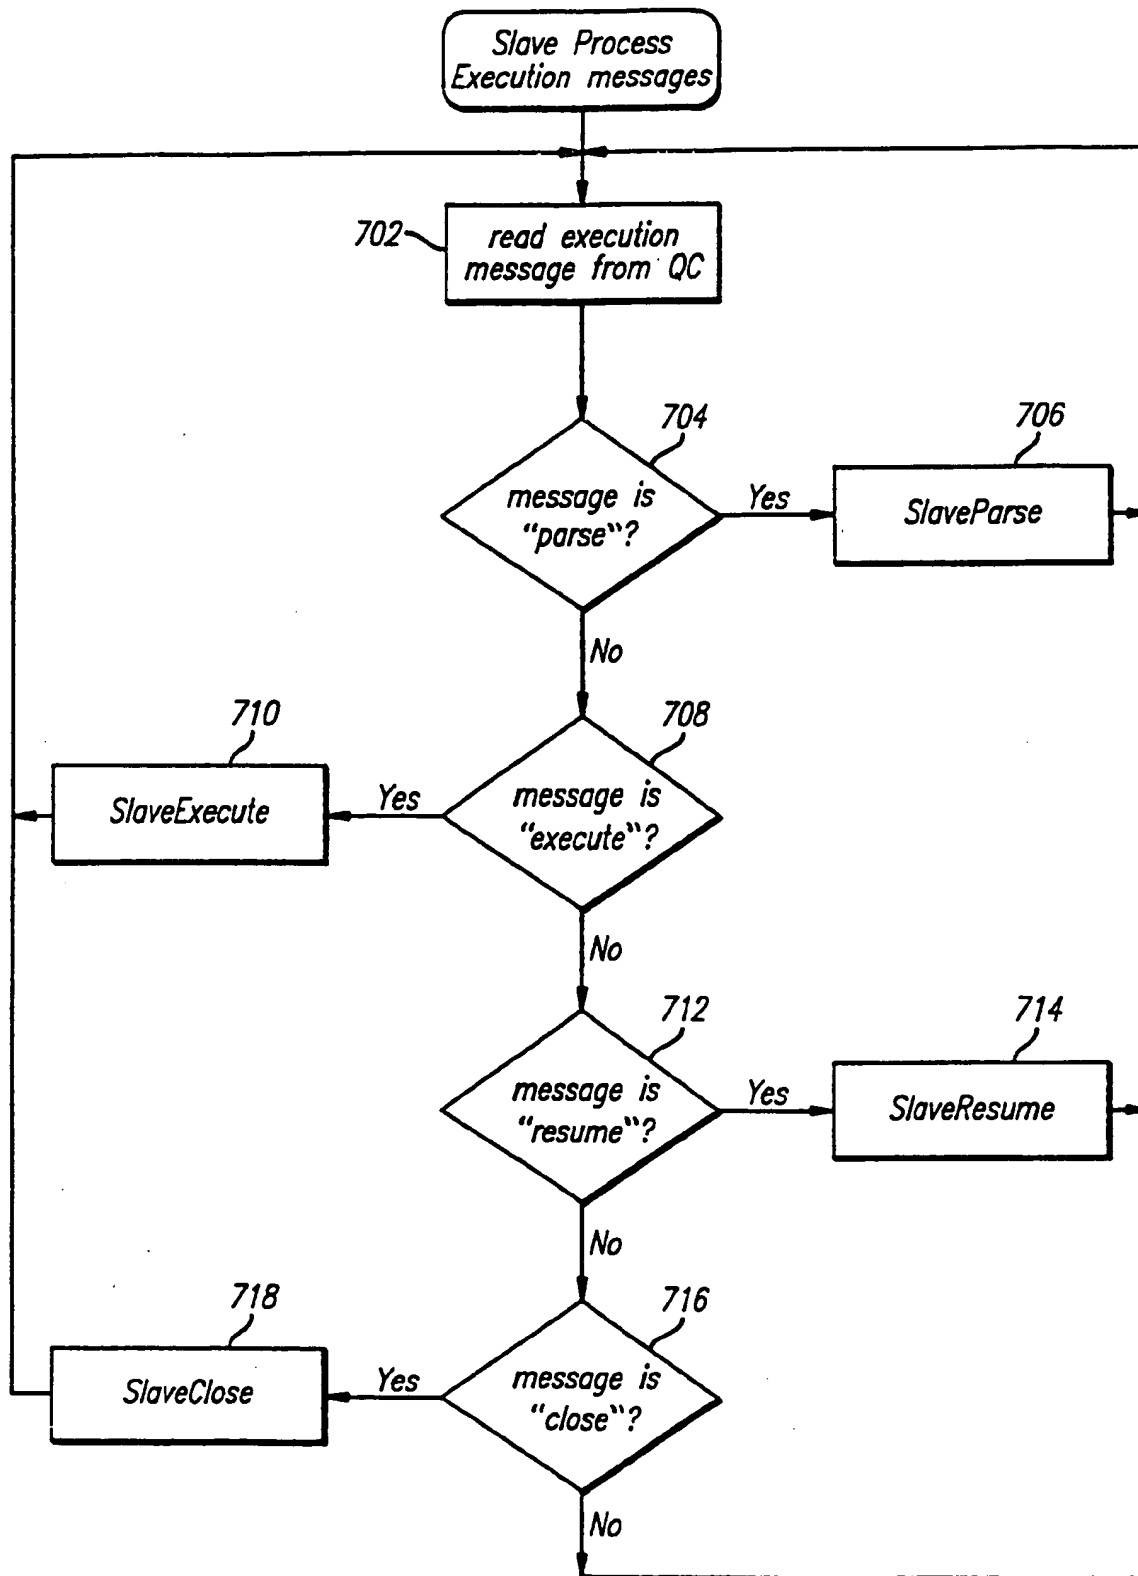 Slave Process
Execution messages
702
read execution
message from QC
704
message is
"parse"?
Yes
706
SlaveParse
No
708
message is
"execute"?
Yes
710
SlaveExecute
No
712
message is
"resume"?
Yes
714
SlaveResume
No
716
message is
"close"?
Yes
718
SlaveClose
No